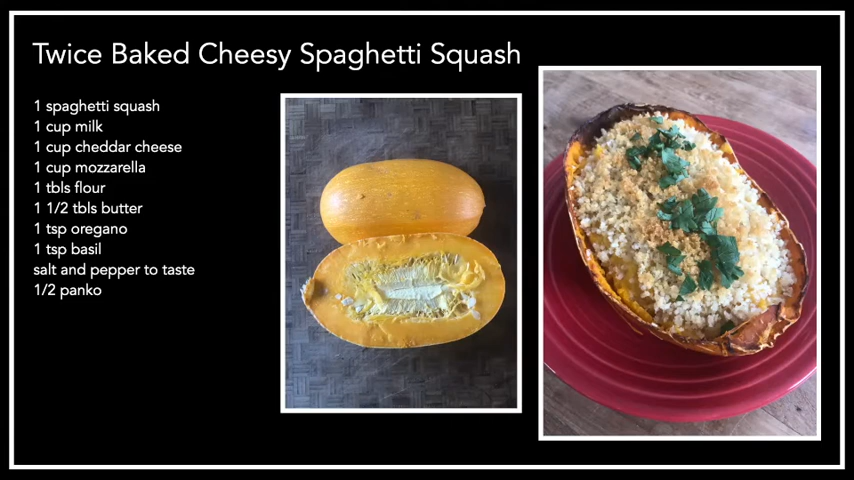 Twice Baked Cheesy Spaghetti Squash
1 spaghetti squash
1 cup milk
1 cup cheddar cheese
1 cup mozzarella
1 tbls flour
1 1/2 tbls butter
1 tsp oregano
1 tsp basil
salt and pepper to taste
1/2 panko